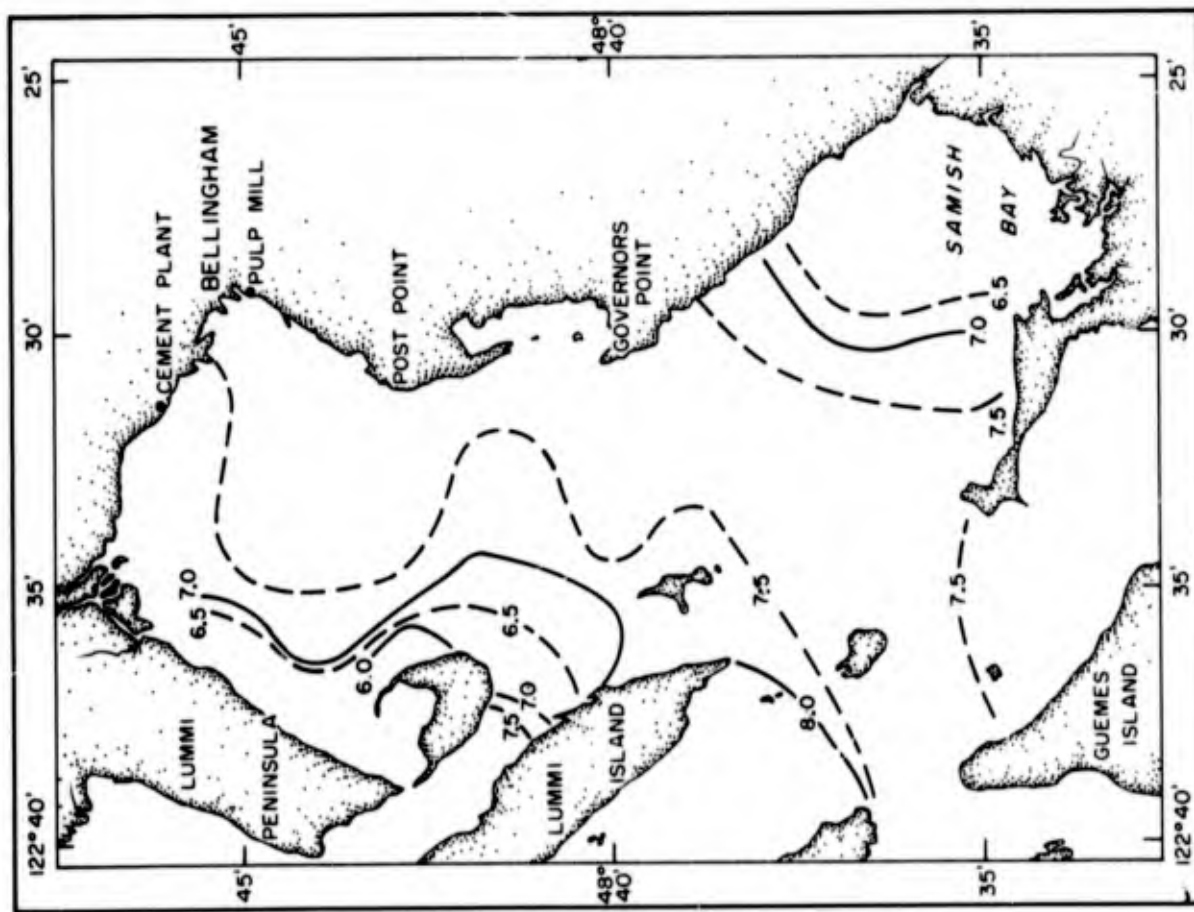 45'
48°
40'
35'
25'
25'
CEMENT PLANT
BELLINGHAM
PULP MILL
30'
POST POINT
GOVERNORS
POINT
SAMISH
BAY
30'
6.5
7.0
7.5
35'
7.0
6.5
6.0
6.5
7.0
7.5
7.5
7.5
35'
8.0
LUMMI
PENINSULA
LUMMI
ISLAND
GUEMES
ISLAND
122° 40'
122° 40'
45'
48°
40'
35'